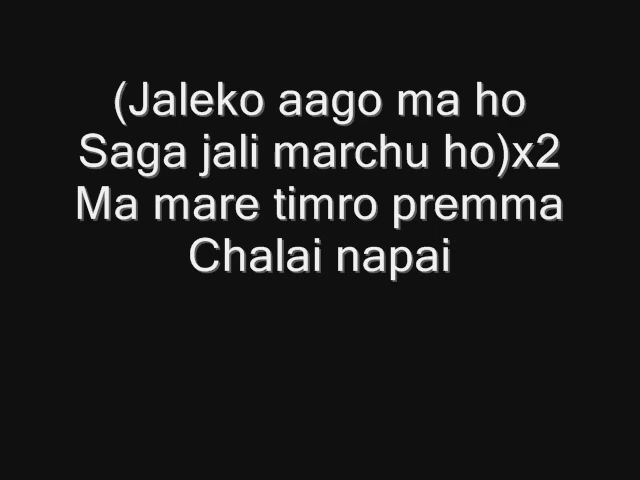 (Jaleko aago ma ho
Saga jali marchu ho)x2
Ma mare timro premma
Chalai napai